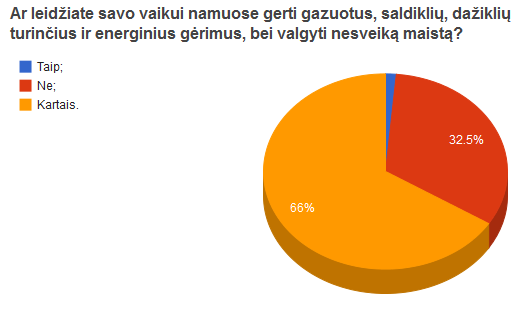 Ar leidžiate savo vaikui namuose gerti gazuotus, saldiklių, dažiklių
turinčius ir energinius gėrimus, bei valgyti nesveiką maistą?
Taip;
Ne;
Kartais.
32.5%
66%